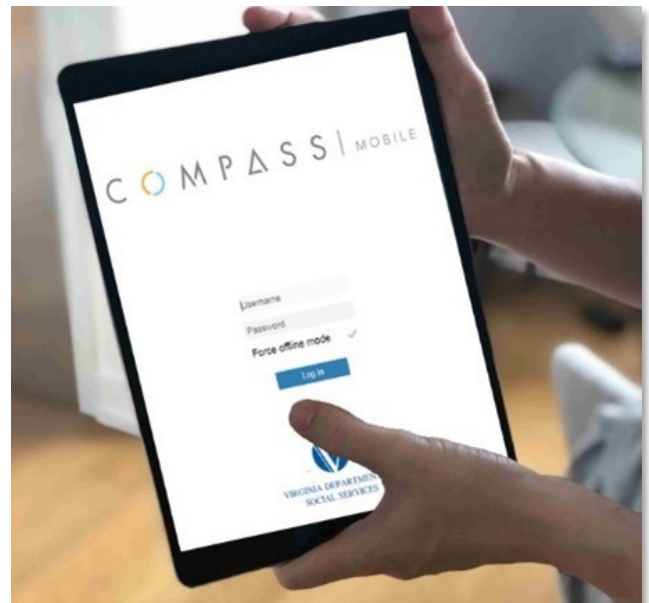 COMPASS | MOBILE
Username
Password
Force offline mode
Log in
VIRGINIA DEPARTMENT
SOCIAL SERVICES